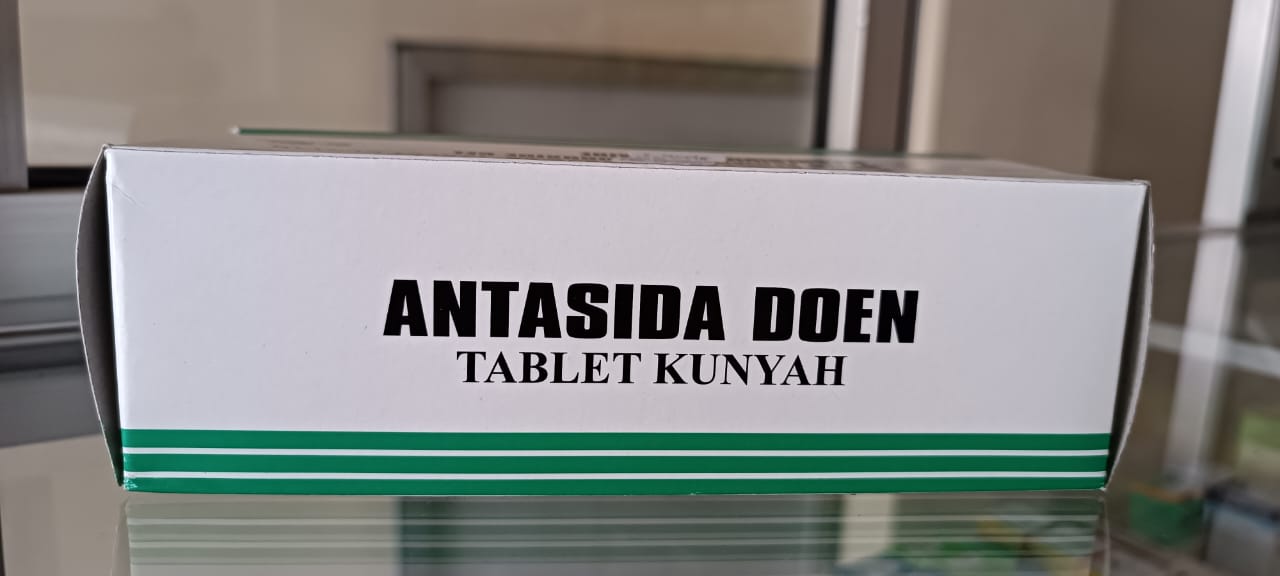 ANTASIDA DOEN
TABLET KUNYAH